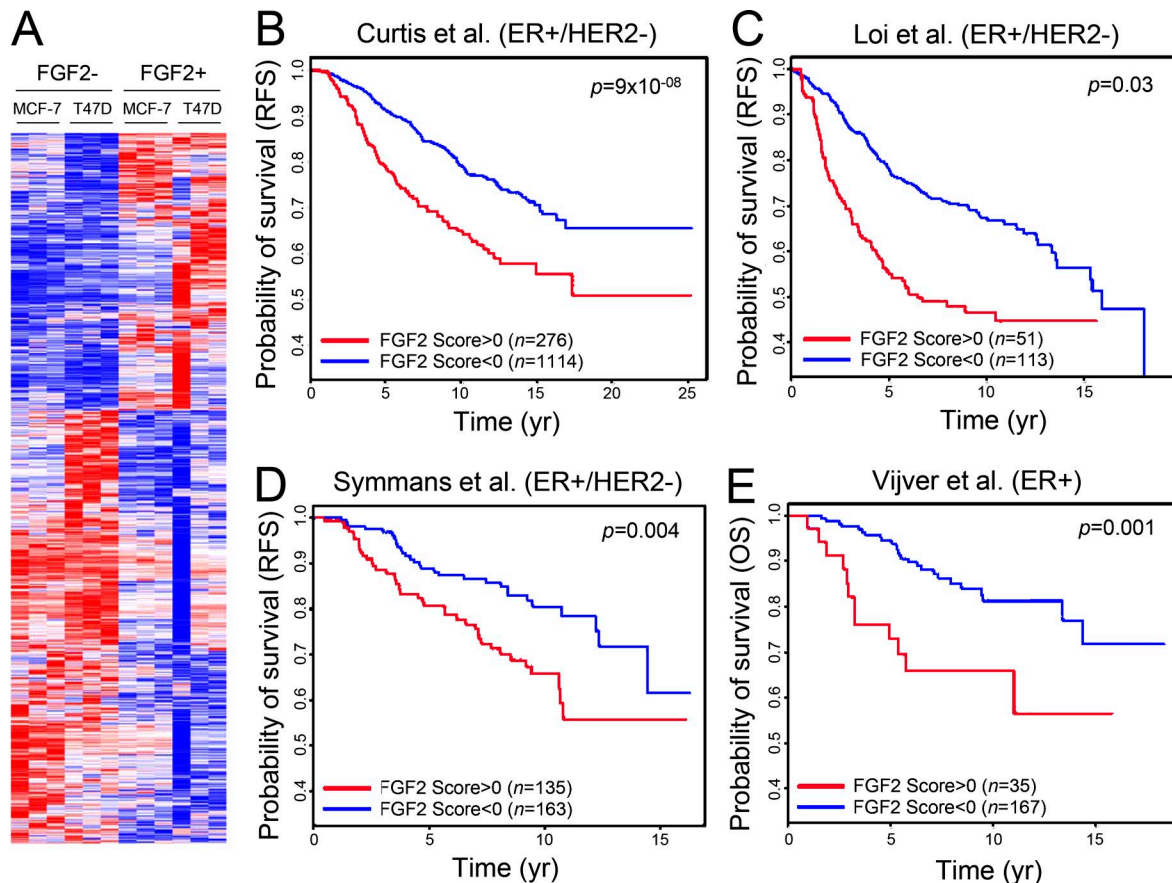 A
FGF2- FGF2+
MCF-7 T47D MCF-7 T47D
B
Curtis et al. (ER+/HER2-)
p=9x10-08
Probability of survival (RFS)
1.0
0.9
0.8
0.7
0.6
0.5
0.4
FGF2 Score>0 (n=276)
FGF2 Score<0 (n=1114)
0 5 10 15 20 25
Time (yr)
C
Loi et al. (ER+/HER2-)
p=0.03
Probability of survival (RFS)
1.0
0.9
0.8
0.7
0.6
0.5
0.4
FGF2 Score>0 (n=51)
FGF2 Score<0 (n=113)
0 5 10 15
Time (yr)
D
Symmans et al. (ER+/HER2-)
p=0.004
Probability of survival (RFS)
1.0
0.9
0.8
0.7
0.6
0.5
0.4
FGF2 Score>0 (n=135)
FGF2 Score<0 (n=163)
0 5 10 15
Time (yr)
E
Vijver et al. (ER+)
p=0.001
Probability of survival (OS)
1.0
0.9
0.8
0.7
0.6
0.5
0.4
FGF2 Score>0 (n=35)
FGF2 Score<0 (n=167)
0 5 10 15
Time (yr)